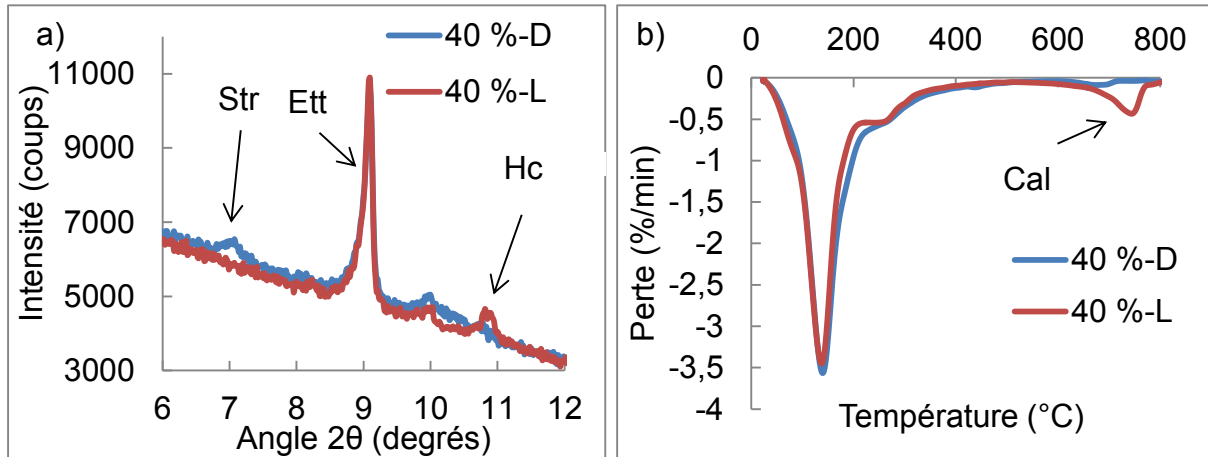 a)
40 %-D
40 %-L
Str
Ett
Hc
Intensité (coups)
11000
9000
7000
5000
3000
6 7 8 9 10 11 12
Angle 2θ (degrés)
b)
0 200 400 600 800
0
-0,5
-1
-1,5
-2
-2,5
-3
-3,5
-4
Perte (%/min)
Cal
40 %-D
40 %-L
Température (°C)